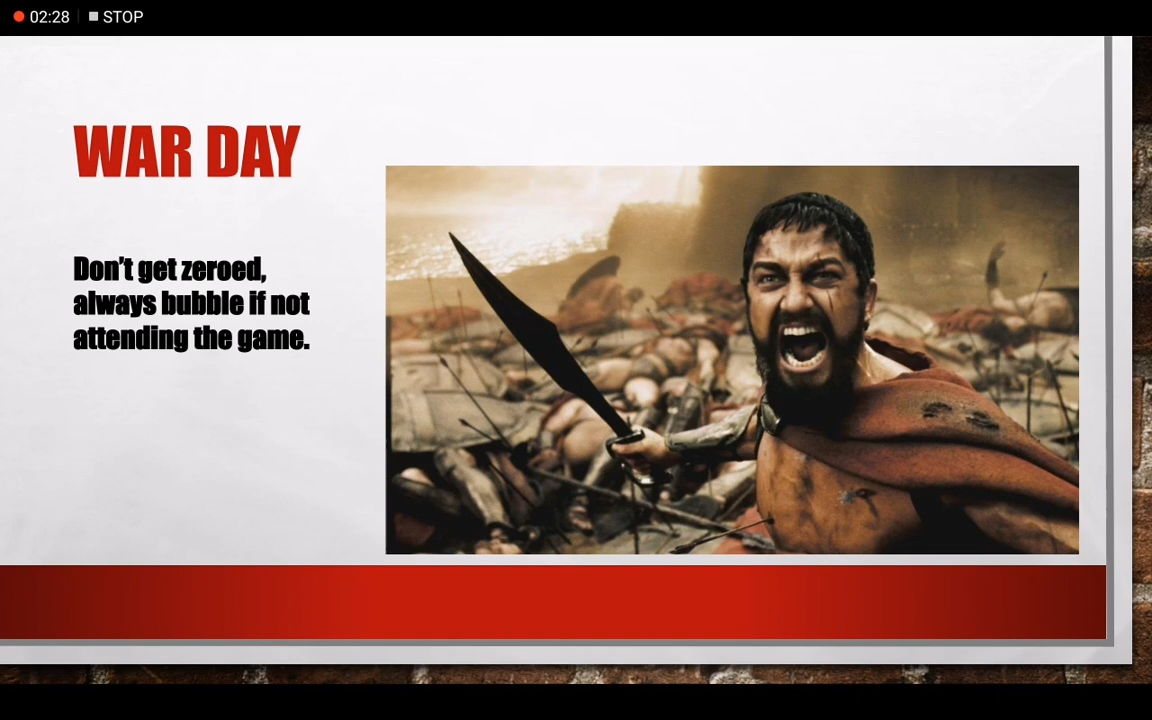 02:28 STOP
WAR DAY
Don't get zeroed,
always bubble if not
attending the game.